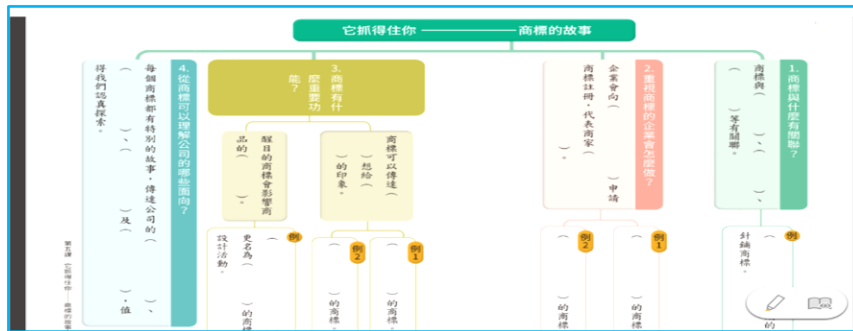 它抓得住你————商標的故事
1. 商標與什麼有關聯？
商標與（　　）、（　　）、
（　　）等有關聯。
例
（　　）的
針鋪商標。
2. 重視商標的企業會怎麼做？
企業會向（　　）申請
商標註冊，代表商家
（　　）。
例1
（　　）的商標
例2
（　　）的商標
3. 商標有什
麼重要功
能？
商標可以傳達（
）想給（
）的印象。
例1
（　　）的商標。
例2
（　　）的商標。
醒目的商標會影響商
品的（　　）。
例
（
更名為（　　）的商標
設計活動。
4. 從商標可以理解公司的哪些面向？
每個商標都有特別的故事，傳達公司的（　　）、
（　　）、（　　）及（　　），值
得我們認真探索。
第五課　它抓得住你　商標的故事